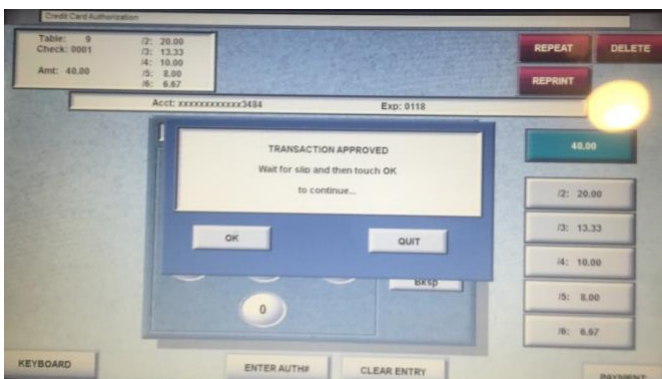 Credit Card Authorization
Table: 9
Check: 0001
Amt: 40.00
/2: 20.00
/3: 13.33
/4: 10.00
/5: 8.00
/6: 6.67
REPEAT
DELETE
REPRINT
Acct: xxxxxxxxxxxx3484
Exp: 0118
TRANSACTION APPROVED
Wait for slip and then touch OK
to continue...
OK
QUIT
40.00
/2: 20.00
/3: 13.33
/4: 10.00
/5: 8.00
/6: 6.67
Bksp
0
KEYBOARD
ENTER AUTH#
CLEAR ENTRY
PAYMENT